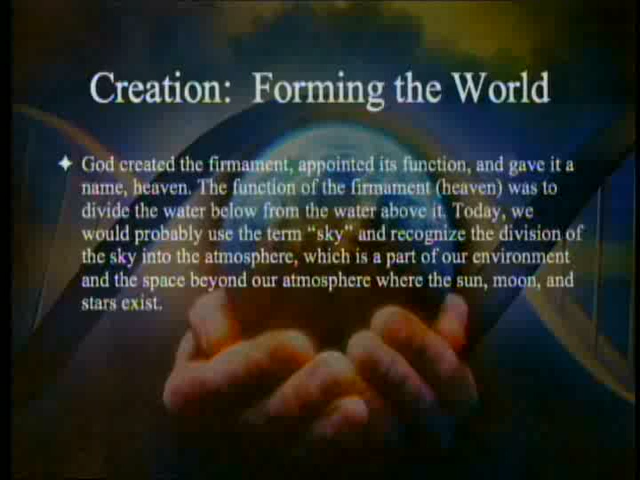 Creation: Forming the World
✦ God created the firmament, appointed its function, and gave it a
name, heaven. The function of the firmament (heaven) was to
divide the water below from the water above it. Today, we
would probably use the term “sky” and recognize the division of
the sky into the atmosphere, which is a part of our environment
and the space beyond our atmosphere where the sun, moon, and
stars exist.